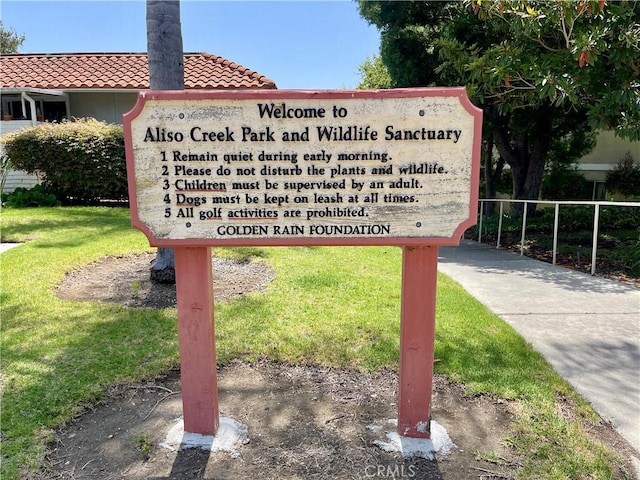 Welcome to
Aliso Creek Park and Wildlife Sanctuary
1 Remain quiet during early morning.
2 Please do not disturb the plants and wildlife.
3 Children must be supervised by an adult.
4 Dogs must be kept on leash at all times.
5 All golf activities are prohibited.
GOLDEN RAIN FOUNDATION
CRMLS